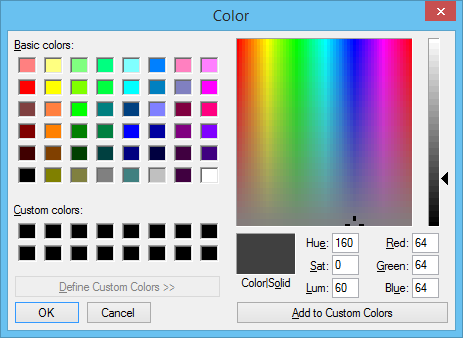 Color
Basic colors:
Custom colors:
Define Custom Colors >>
OK Cancel
Color|Solid
Hue: 160 Red: 64
Sat: 0 Green: 64
Lum: 60 Blue: 64
Add to Custom Colors